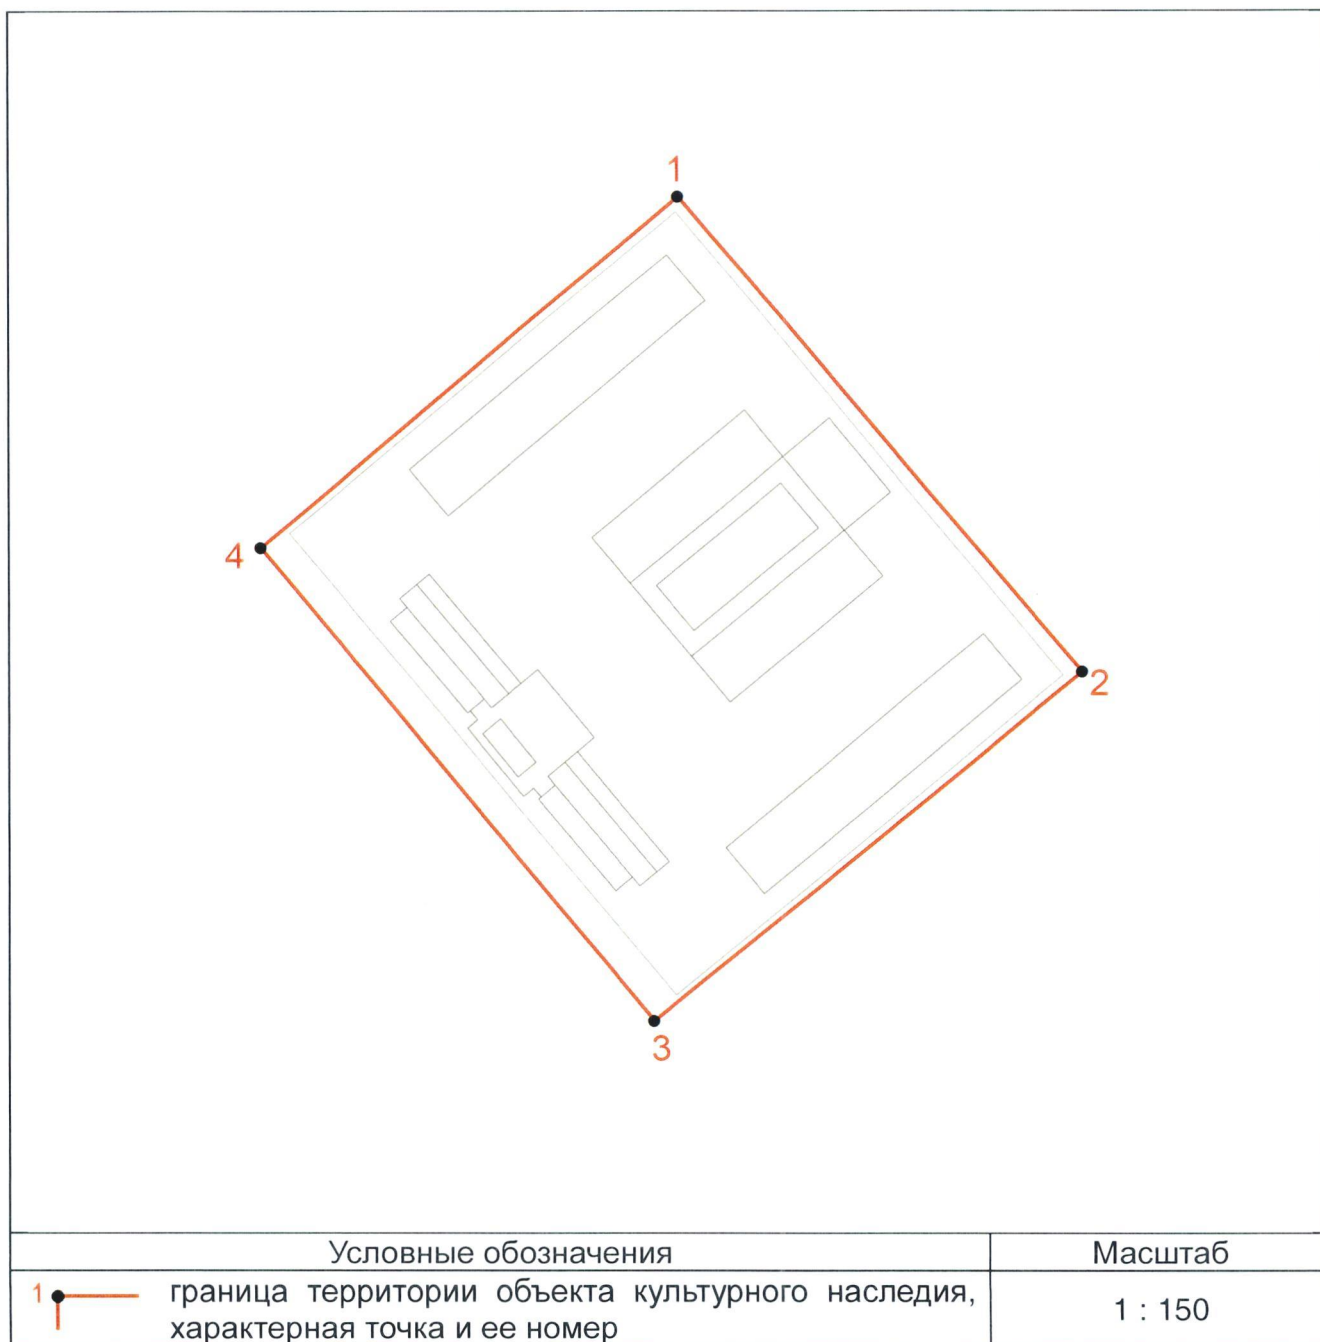 1
4
2
3
Условные обозначения
Масштаб
1
граница территории объекта культурного наследия,
характерная точка и ее номер
1 : 150